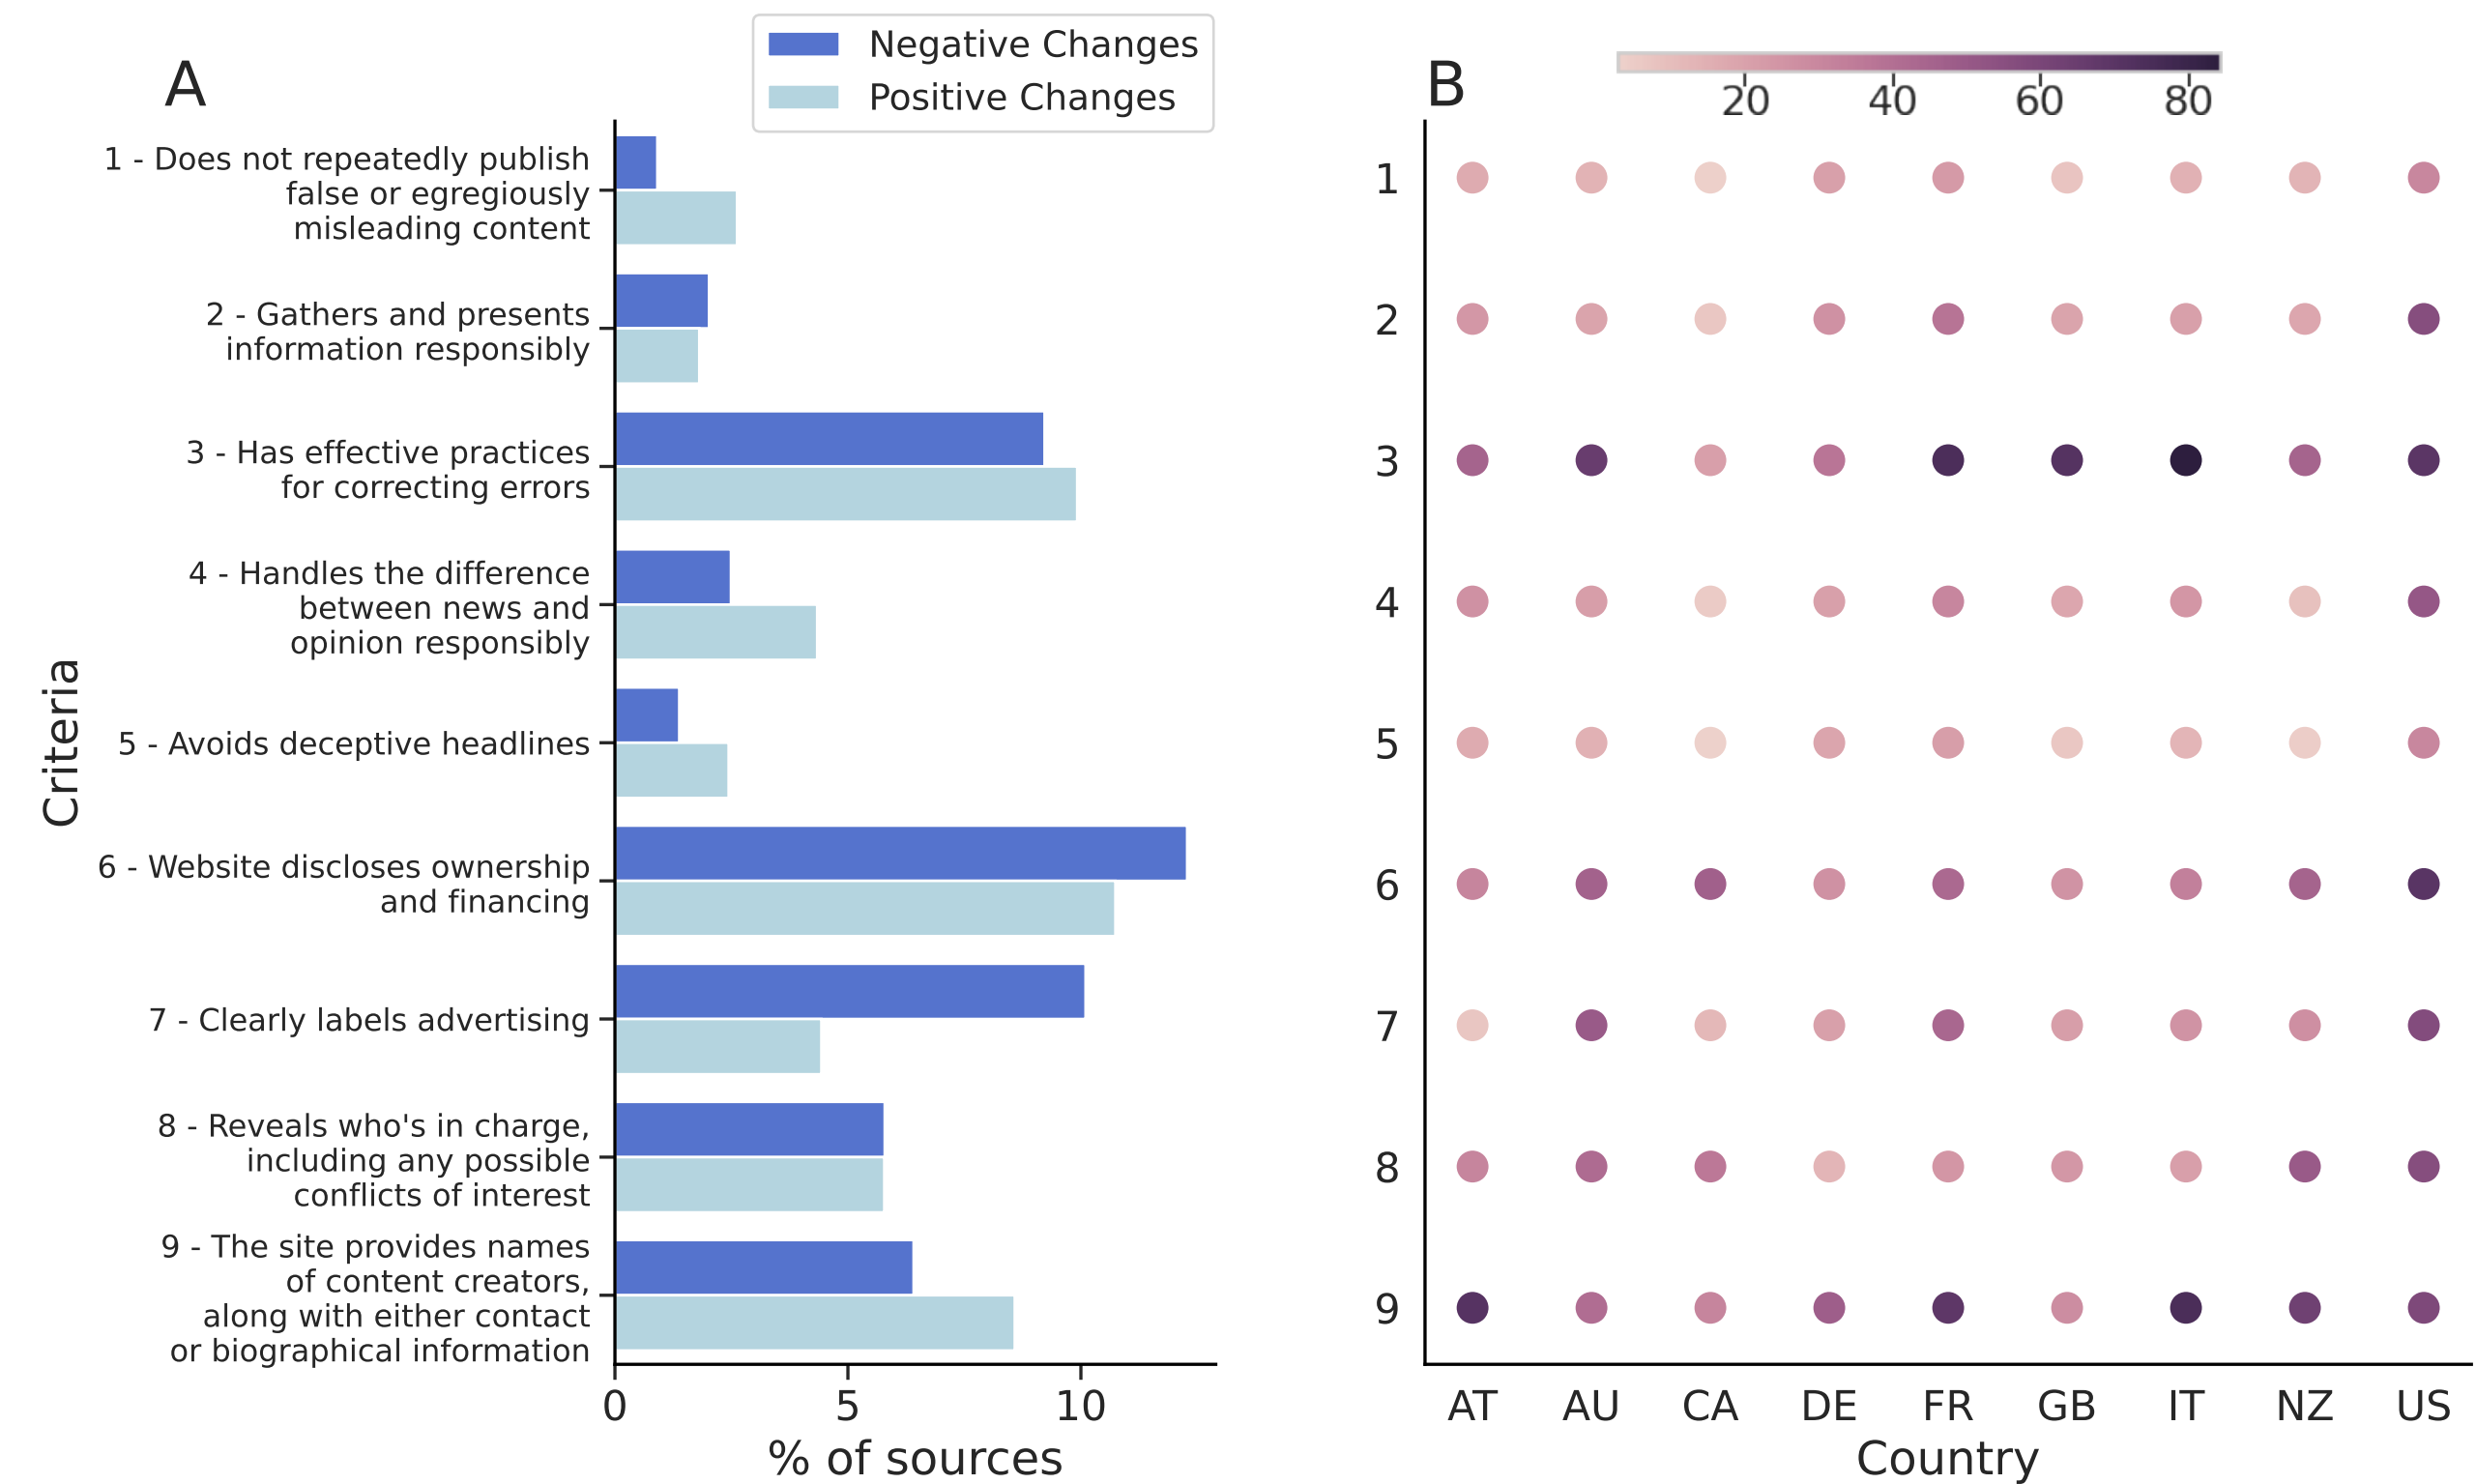 A
Negative Changes
Positive Changes
Criteria
1 - Does not repeatedly publish
false or egregiously
misleading content
2 - Gathers and presents
information responsibly
3 - Has effective practices
for correcting errors
4 - Handles the difference
between news and
opinion responsibly
5 - Avoids deceptive headlines
6 - Website discloses ownership
and financing
7 - Clearly labels advertising
8 - Reveals who's in charge,
including any possible
conflicts of interest
9 - The site provides names
of content creators,
along with either contact
or biographical information
0 5 10
% of sources
B
20 40 60 80
1
2
3
4
5
6
7
8
9
AT AU CA DE FR GB IT NZ US
Country